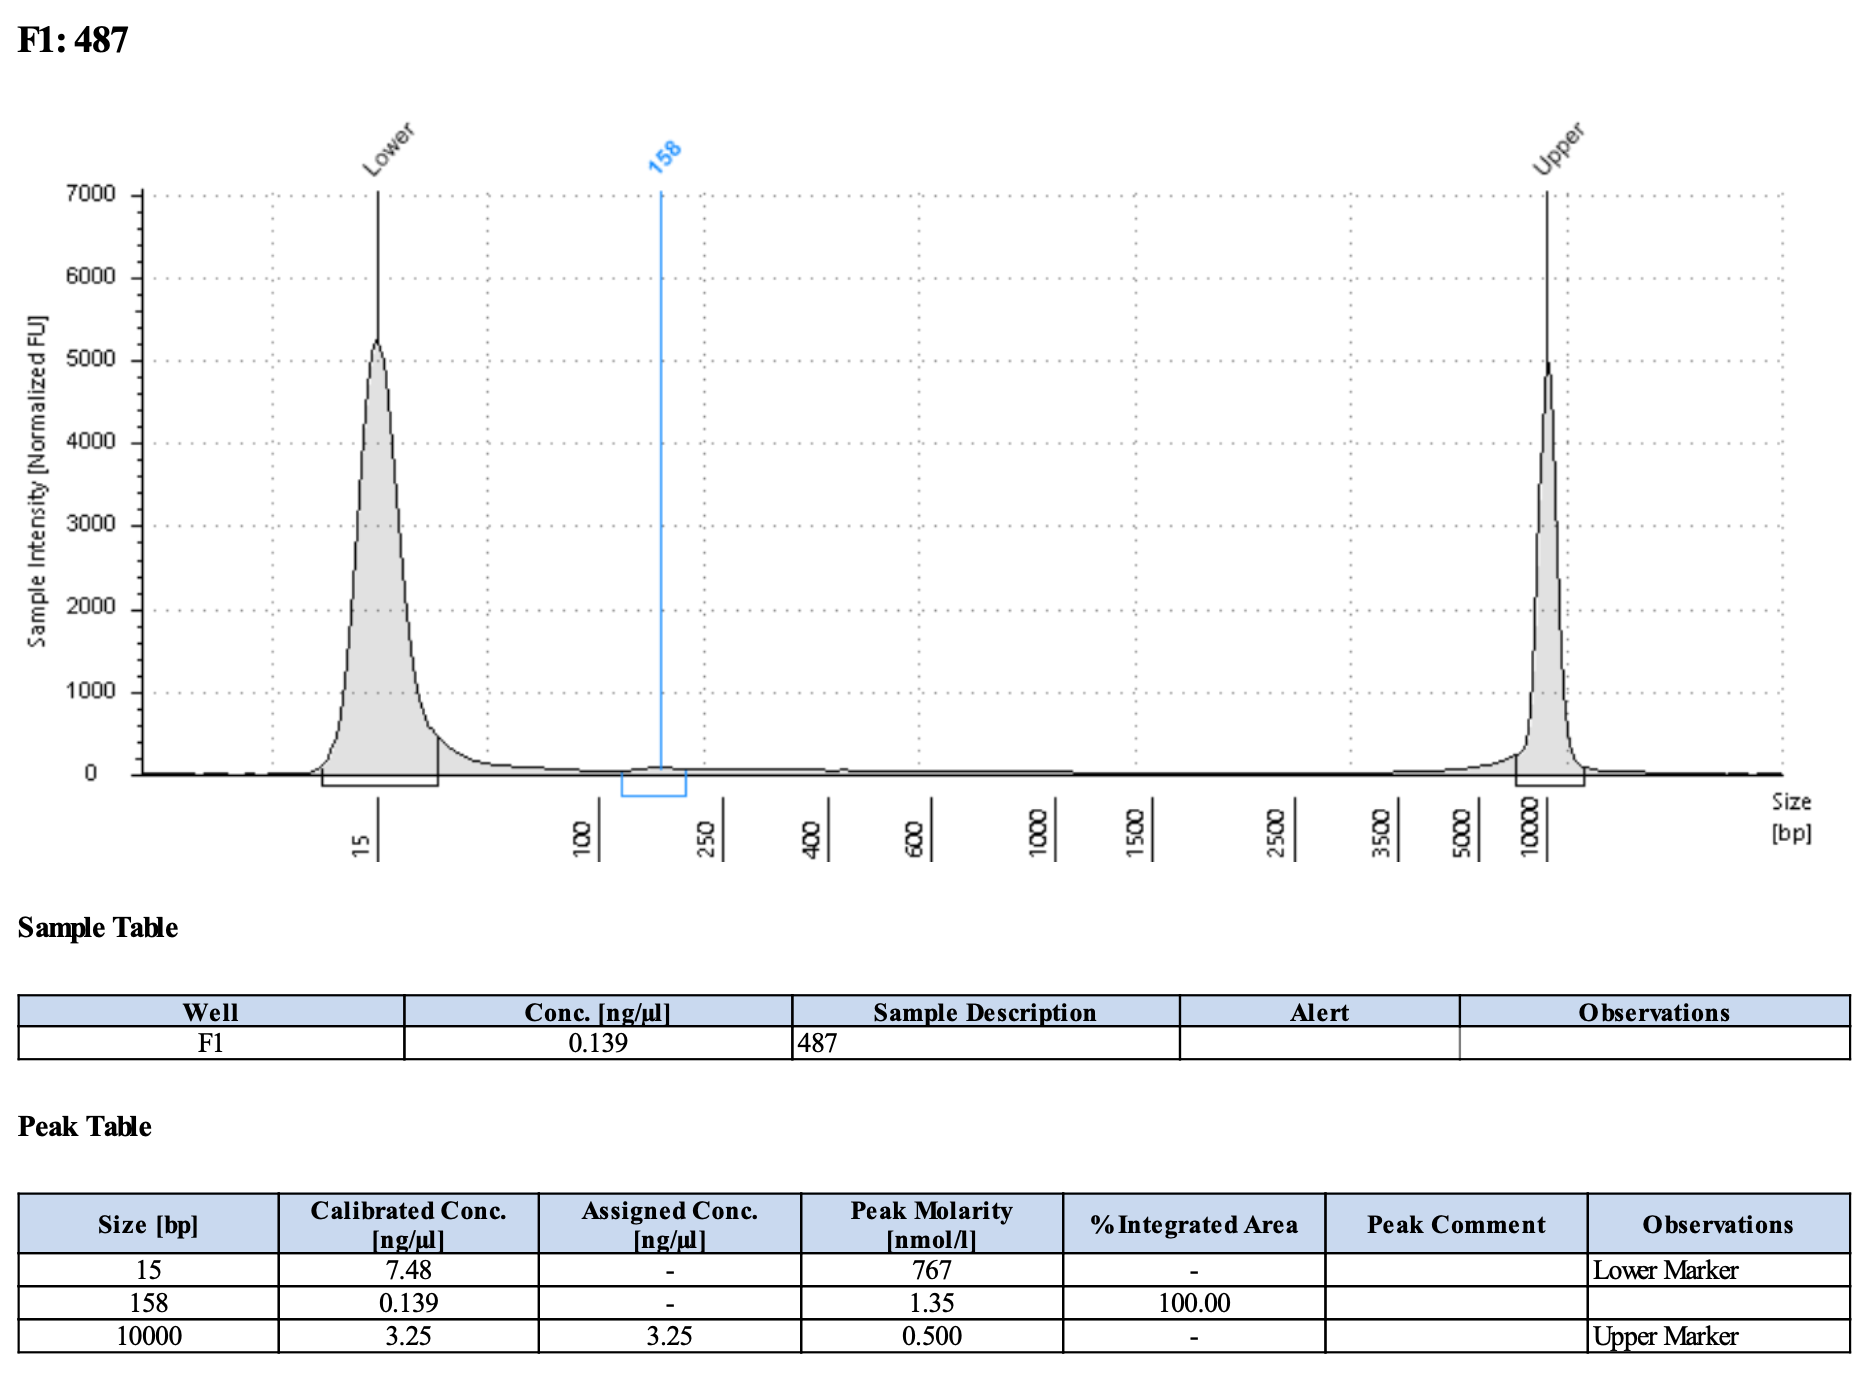 F1: 487
Lower
158
Upper
7000
6000
5000
4000
3000
2000
1000
0
Sample Intensity [Normalized FU]
15
100
250
400
600
1000
1500
2500
3500
5000
10000
Size
[bp]
Sample Table
Well Conc. [ng/µl] Sample Description Alert Observations
F1 0.139 487
Peak Table
Size [bp] Calibrated Conc. [ng/µl] Assigned Conc. [ng/µl] Peak Molarity [nmol/l] % Integrated Area Peak Comment Observations
15 7.48 - 767 - Lower Marker
158 0.139 - 1.35 100.00
10000 3.25 3.25 0.500 - Upper Marker